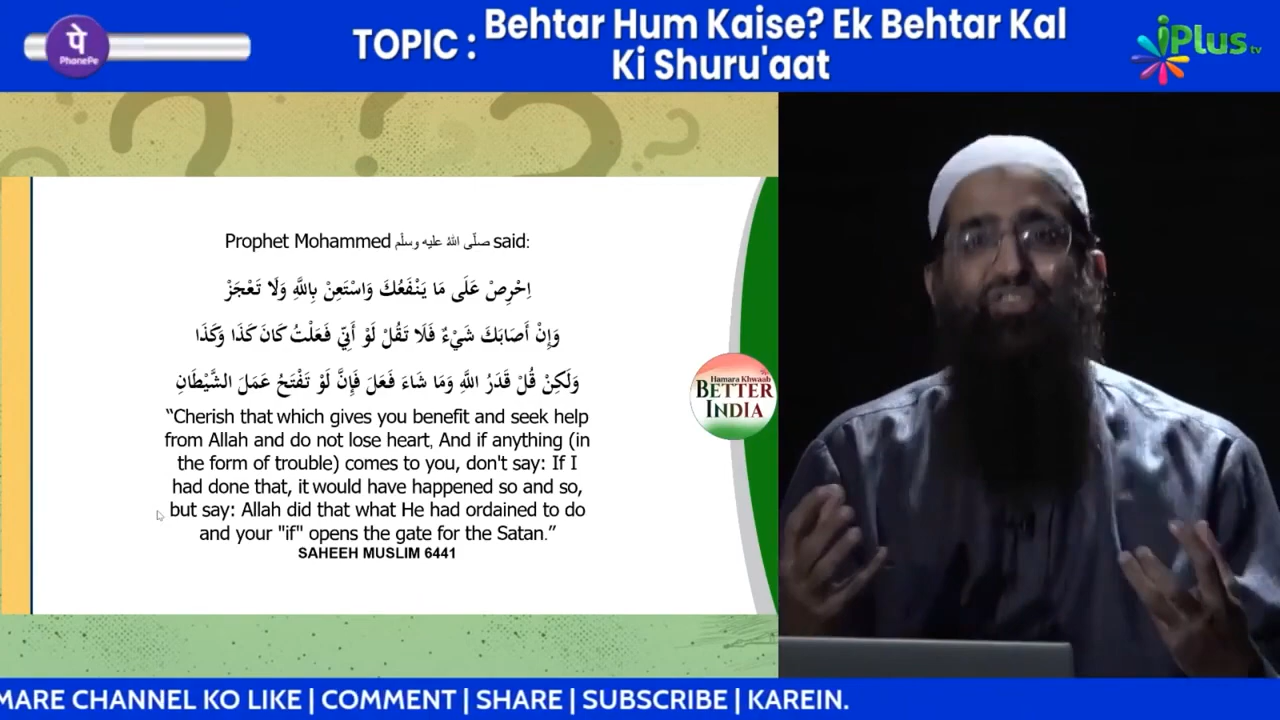 पे
PhonePe
TOPIC :
Behtar Hum Kaise? Ek Behtar Kal
Ki Shuru'aat
iPlus tv
Prophet Mohammed صلّى اللهُ عليه وسلّم said:
اِحْرِصْ عَلَى مَا يَنْفَعُكَ وَاسْتَعِنْ بِاللَّهِ وَلَا تَعْجَزْ
وَإِنْ أَصَابَكَ شَيْءٌ فَلَا تَقُلْ لَوْ أَنِّي فَعَلْتُ كَانَ كَذَا وَكَذَا
وَلَكِنْ قُلْ قَدَرُ اللَّهِ وَمَا شَاءَ فَعَلَ فَإِنَّ لَوْ تَفْتَحُ عَمَلَ الشَّيْطَانِ
“Cherish that which gives you benefit and seek help
from Allah and do not lose heart, And if anything (in
the form of trouble) comes to you, don't say: If I
had done that, it would have happened so and so,
but say: Allah did that what He had ordained to do
and your "if" opens the gate for the Satan.”
SAHEEH MUSLIM 6441
Hamara Khwaab
BETTER
INDIA
MARE CHANNEL KO LIKE | COMMENT | SHARE | SUBSCRIBE | KAREIN.